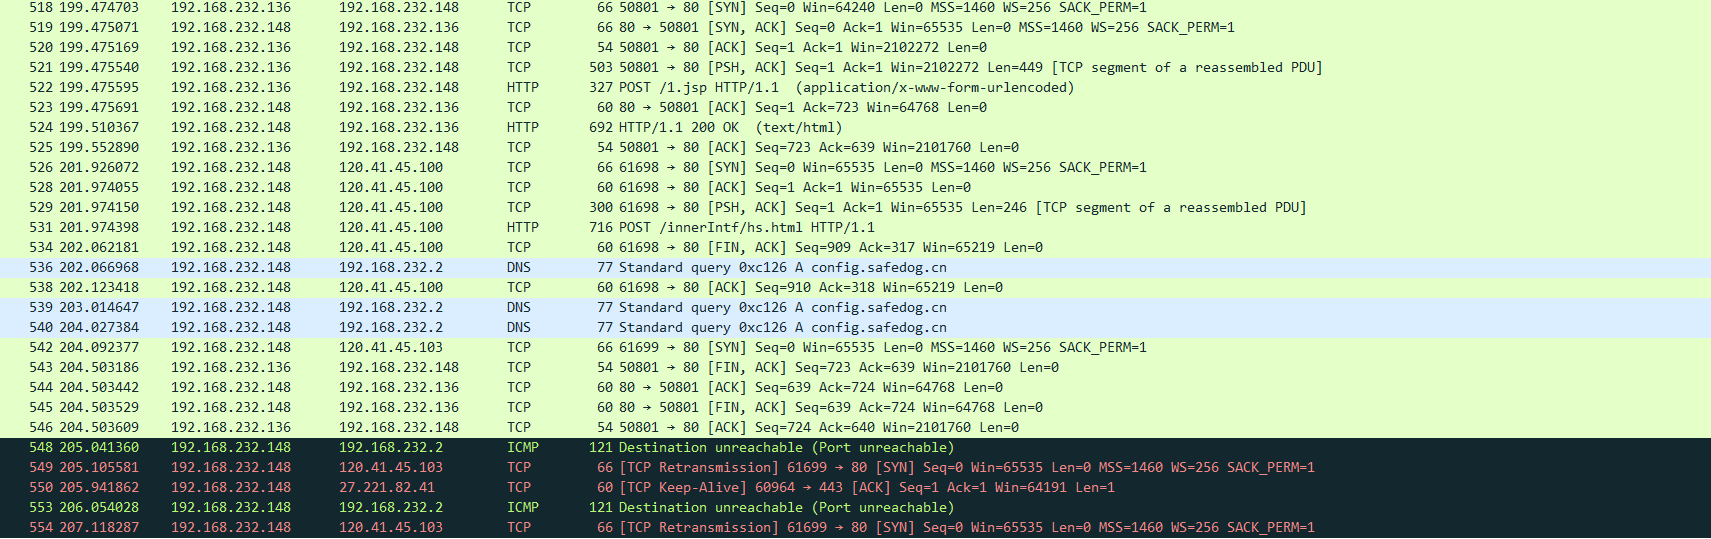 518 199.474703 192.168.232.136 192.168.232.148 TCP 66 50801 → 80 [SYN] Seq=0 Win=64240 Len=0 MSS=1460 WS=256 SACK_PERM=1
519 199.475071 192.168.232.148 192.168.232.136 TCP 66 80 → 50801 [SYN, ACK] Seq=0 Ack=1 Win=65535 Len=0 MSS=1460 WS=256 SACK_PERM=1
520 199.475169 192.168.232.136 192.168.232.148 TCP 54 50801 → 80 [ACK] Seq=1 Ack=1 Win=2102272 Len=0
521 199.475540 192.168.232.136 192.168.232.148 TCP 503 50801 → 80 [PSH, ACK] Seq=1 Ack=1 Win=2102272 Len=449 [TCP segment of a reassembled PDU]
522 199.475595 192.168.232.136 192.168.232.148 HTTP 327 POST /1.jsp HTTP/1.1 (application/x-www-form-urlencoded)
523 199.475691 192.168.232.148 192.168.232.136 TCP 60 80 → 50801 [ACK] Seq=1 Ack=723 Win=64768 Len=0
524 199.510367 192.168.232.148 192.168.232.136 HTTP 692 HTTP/1.1 200 OK (text/html)
525 199.552890 192.168.232.136 192.168.232.148 TCP 54 50801 → 80 [ACK] Seq=723 Ack=639 Win=2101760 Len=0
526 201.926072 192.168.232.148 120.41.45.100 TCP 66 61698 → 80 [SYN] Seq=0 Win=65535 Len=0 MSS=1460 WS=256 SACK_PERM=1
528 201.974055 192.168.232.148 120.41.45.100 TCP 60 61698 → 80 [ACK] Seq=1 Ack=1 Win=65535 Len=0
529 201.974150 192.168.232.148 120.41.45.100 TCP 300 61698 → 80 [PSH, ACK] Seq=1 Ack=1 Win=65535 Len=246 [TCP segment of a reassembled PDU]
531 201.974398 192.168.232.148 120.41.45.100 HTTP 716 POST /innerIntf/hs.html HTTP/1.1
534 202.062181 192.168.232.148 120.41.45.100 TCP 60 61698 → 80 [FIN, ACK] Seq=909 Ack=317 Win=65219 Len=0
536 202.066968 192.168.232.148 192.168.232.2 DNS 77 Standard query 0xc126 A config.safedog.cn
538 202.123418 192.168.232.148 120.41.45.100 TCP 60 61698 → 80 [ACK] Seq=910 Ack=318 Win=65219 Len=0
539 203.014647 192.168.232.148 192.168.232.2 DNS 77 Standard query 0xc126 A config.safedog.cn
540 204.027384 192.168.232.148 192.168.232.2 DNS 77 Standard query 0xc126 A config.safedog.cn
542 204.092377 192.168.232.148 120.41.45.103 TCP 66 61699 → 80 [SYN] Seq=0 Win=65535 Len=0 MSS=1460 WS=256 SACK_PERM=1
543 204.503186 192.168.232.136 192.168.232.148 TCP 54 50801 → 80 [FIN, ACK] Seq=723 Ack=639 Win=2101760 Len=0
544 204.503442 192.168.232.148 192.168.232.136 TCP 60 80 → 50801 [ACK] Seq=639 Ack=724 Win=64768 Len=0
545 204.503529 192.168.232.148 192.168.232.136 TCP 60 80 → 50801 [FIN, ACK] Seq=639 Ack=724 Win=64768 Len=0
546 204.503609 192.168.232.136 192.168.232.148 TCP 54 50801 → 80 [ACK] Seq=724 Ack=640 Win=2101760 Len=0
548 205.041360 192.168.232.148 192.168.232.2 ICMP 121 Destination unreachable (Port unreachable)
549 205.105581 192.168.232.148 120.41.45.103 TCP 66 [TCP Retransmission] 61699 → 80 [SYN] Seq=0 Win=65535 Len=0 MSS=1460 WS=256 SACK_PERM=1
550 205.941862 192.168.232.148 27.221.82.41 TCP 60 [TCP Keep-Alive] 60964 → 443 [ACK] Seq=1 Ack=1 Win=64191 Len=1
553 206.054028 192.168.232.148 192.168.232.2 ICMP 121 Destination unreachable (Port unreachable)
554 207.118287 192.168.232.148 120.41.45.103 TCP 66 [TCP Retransmission] 61699 → 80 [SYN] Seq=0 Win=65535 Len=0 MSS=1460 WS=256 SACK_PERM=1